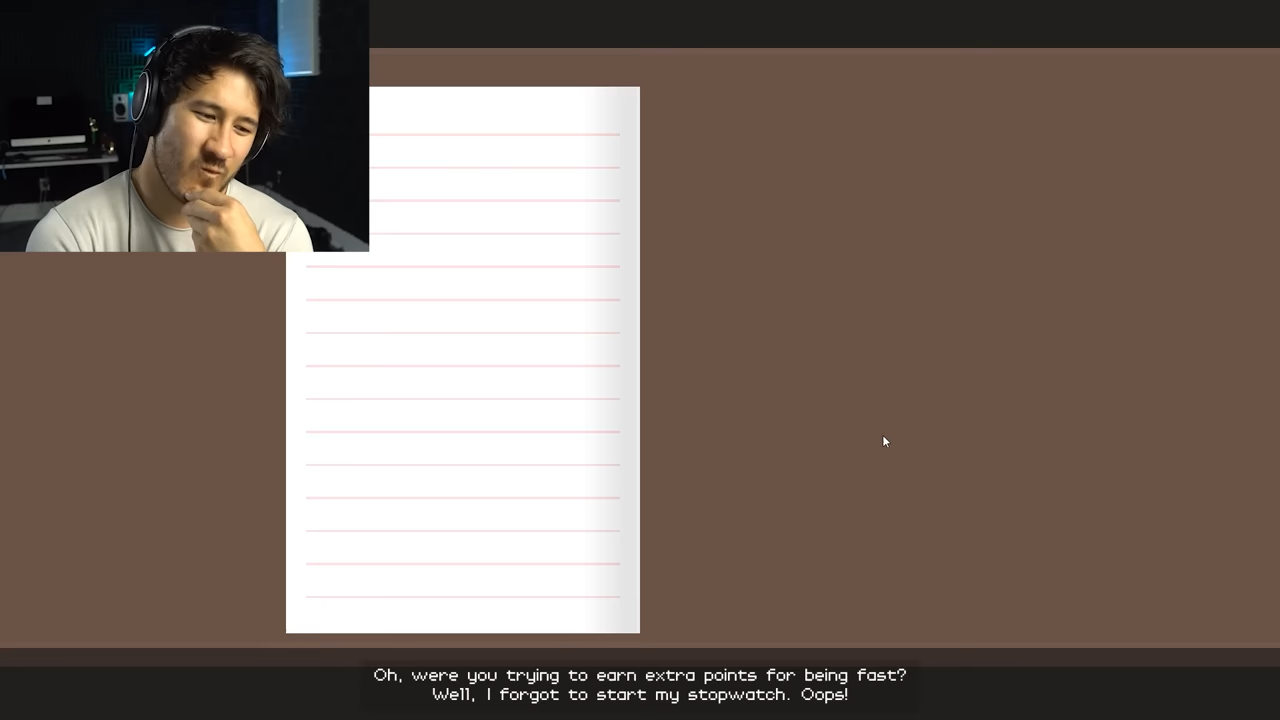 Oh, were you trying to earn extra points for being fast?
Well, I forgot to start my stopwatch. Oops!